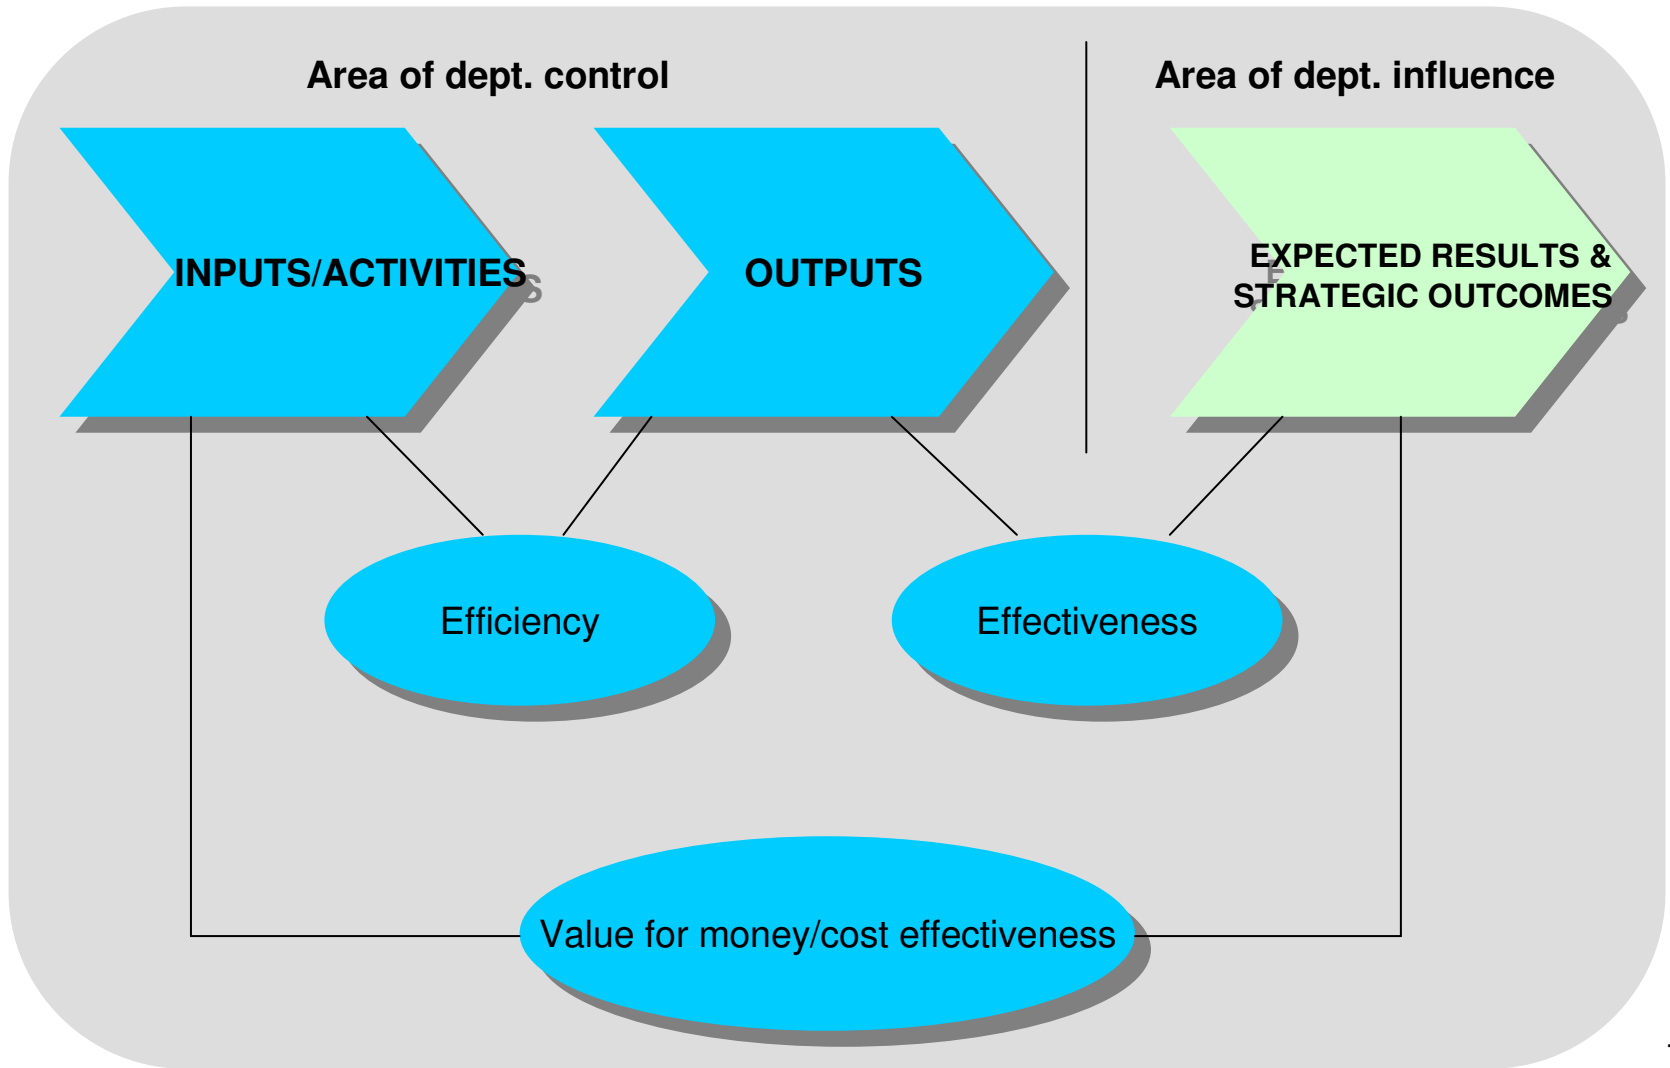 Area of dept. control
Area of dept. influence
INPUTS/ACTIVITIES
OUTPUTS
EXPECTED RESULTS &
STRATEGIC OUTCOMES
Efficiency
Effectiveness
Value for money/cost effectiveness